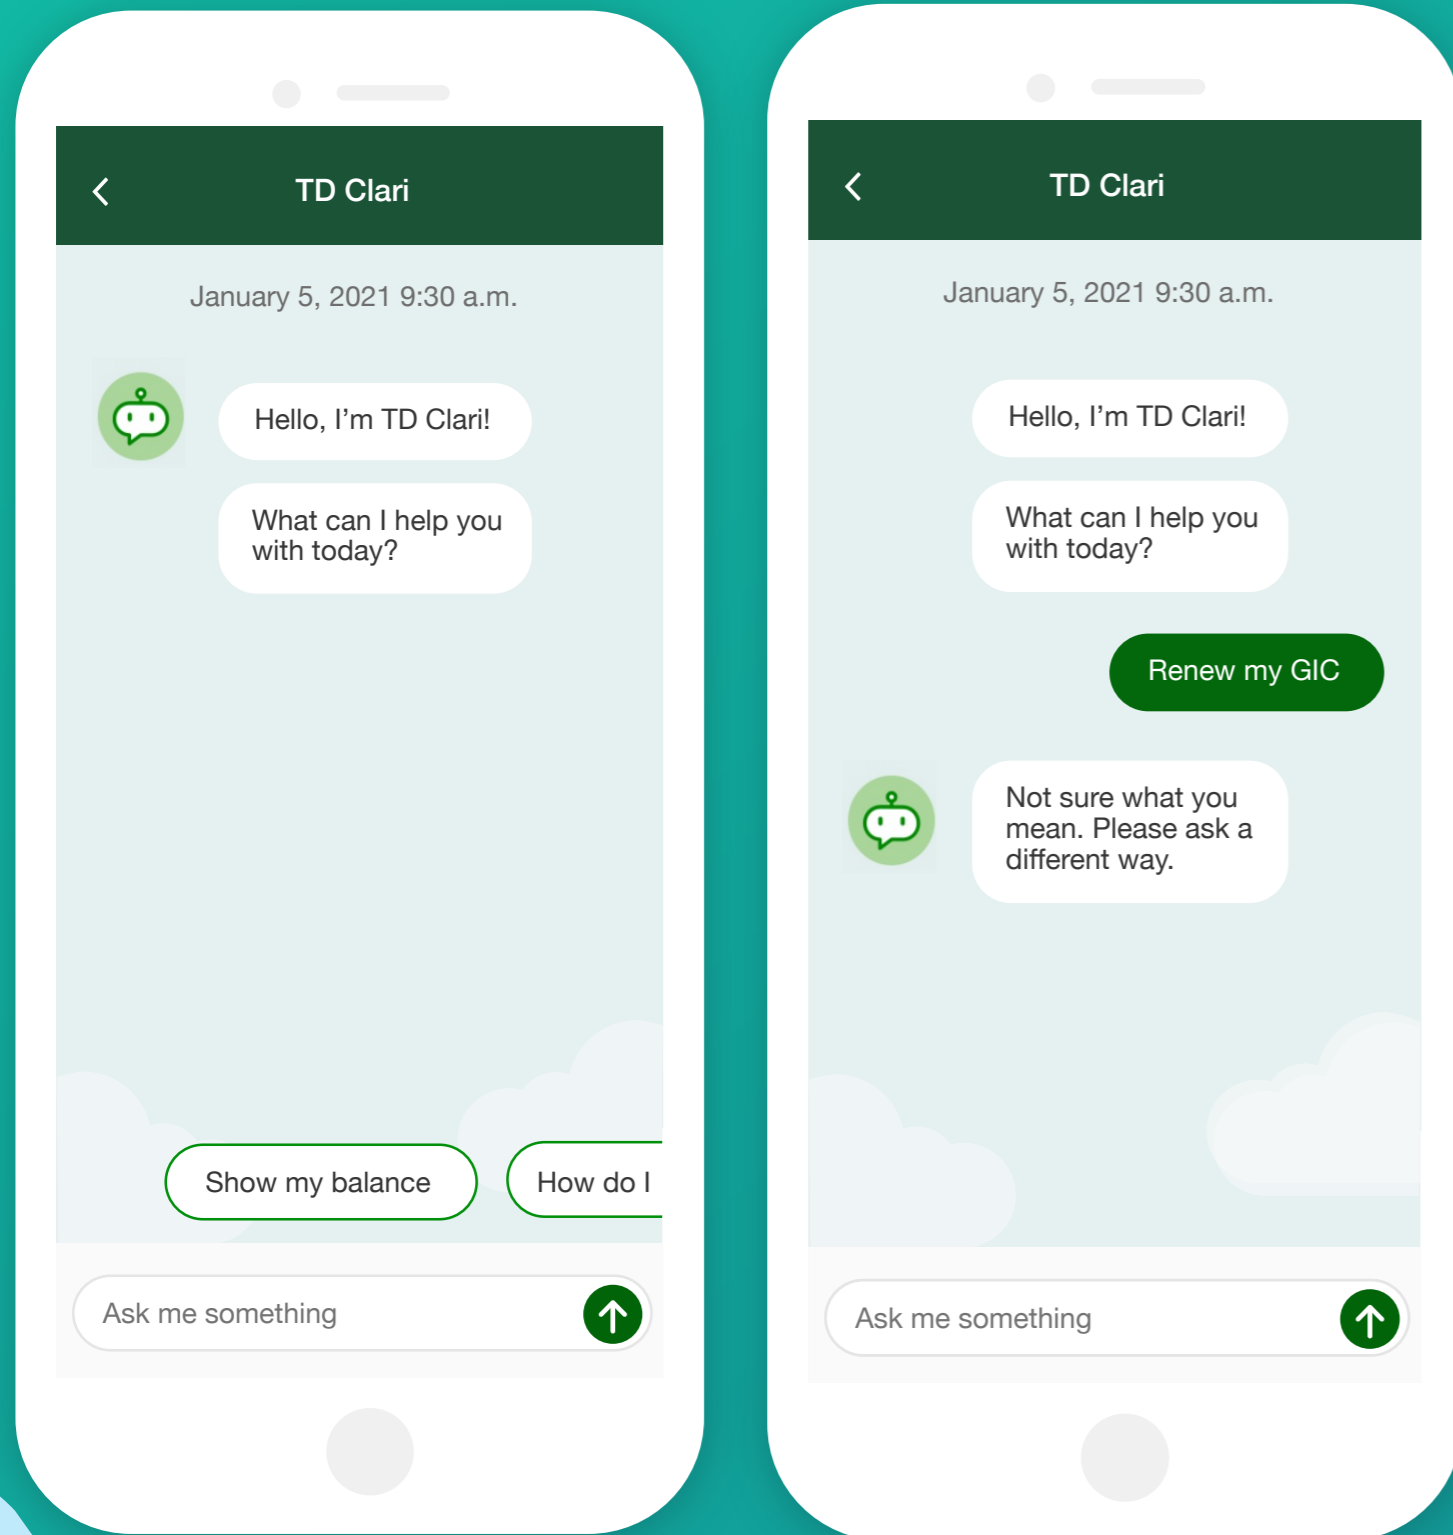 TD Clari
January 5, 2021 9:30 a.m.
Hello, I'm TD Clari!
What can I help you
with today?
Show my balance
How do I
Ask me something
TD Clari
January 5, 2021 9:30 a.m.
Hello, I'm TD Clari!
What can I help you
with today?
Renew my GIC
Not sure what you
mean. Please ask a
different way.
Ask me something